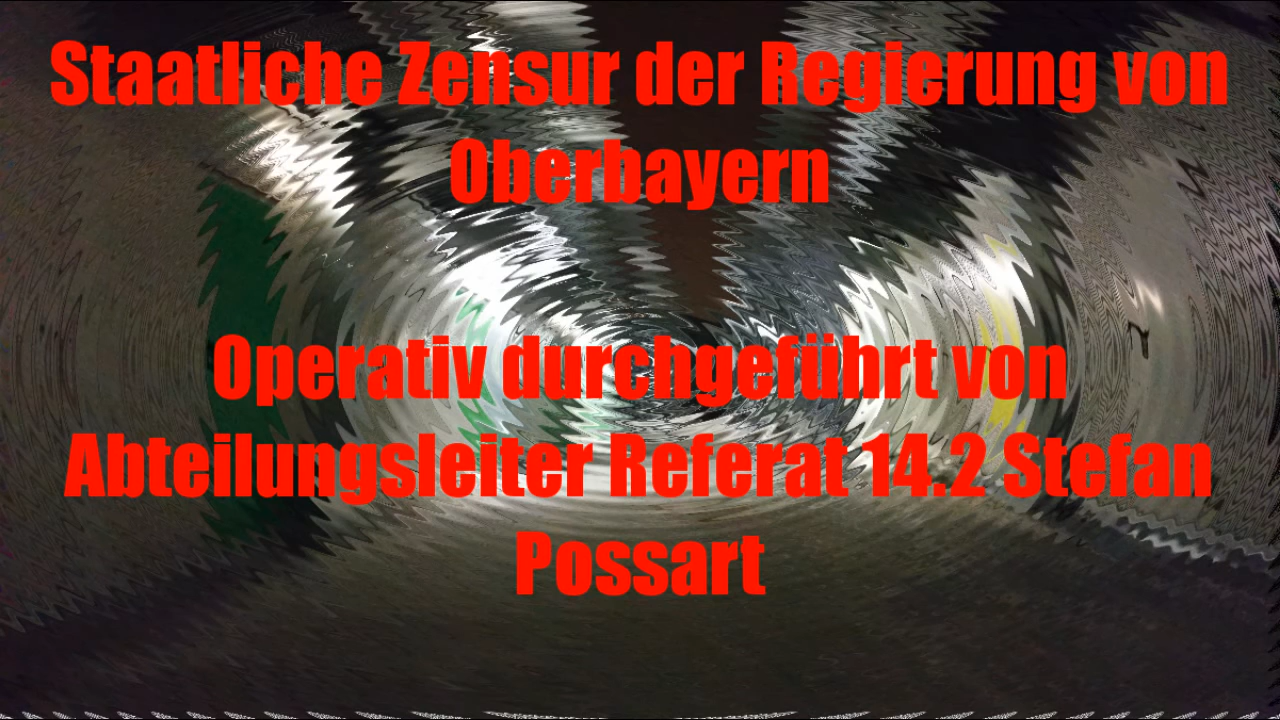 Staatliche Zensur der Regierung von
Oberbayern
Operativ durchgeführt von
Abteilungsleiter Referat 14.2 Stefan
Possart